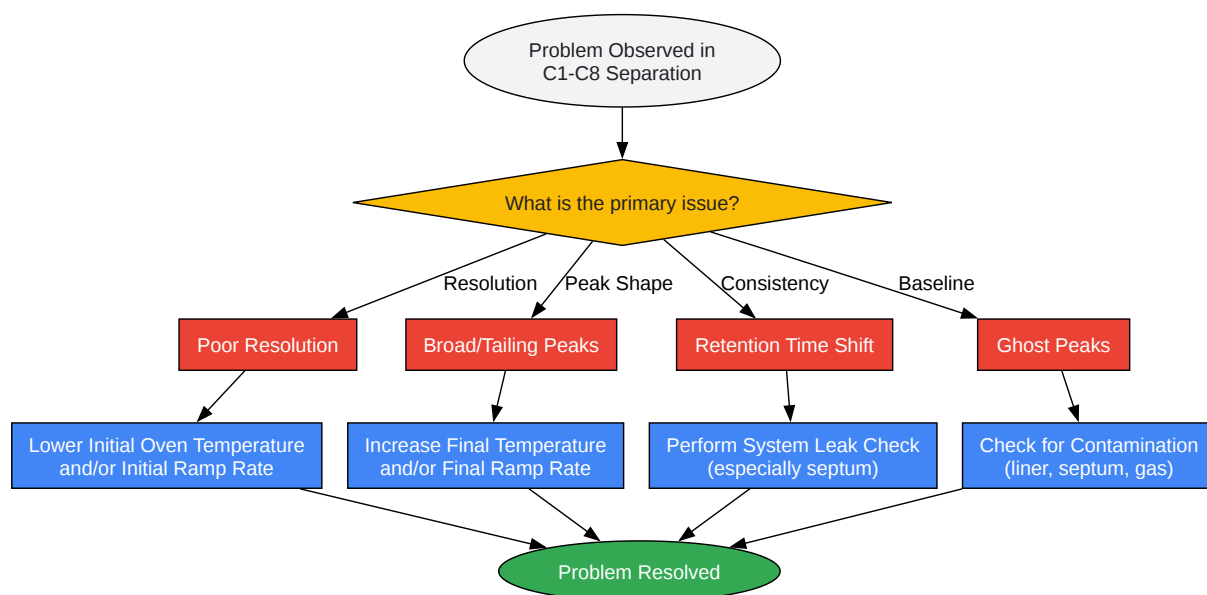 Problem Observed in
C1-C8 Separation
What is the primary issue?
Resolution
Peak Shape
Consistency
Baseline
Poor Resolution
Broad/Tailing Peaks
Retention Time Shift
Ghost Peaks
Lower Initial Oven Temperature
and/or Initial Ramp Rate
Increase Final Temperature
and/or Final Ramp Rate
Perform System Leak Check
(especially septum)
Check for Contamination
(liner, septum, gas)
Problem Resolved